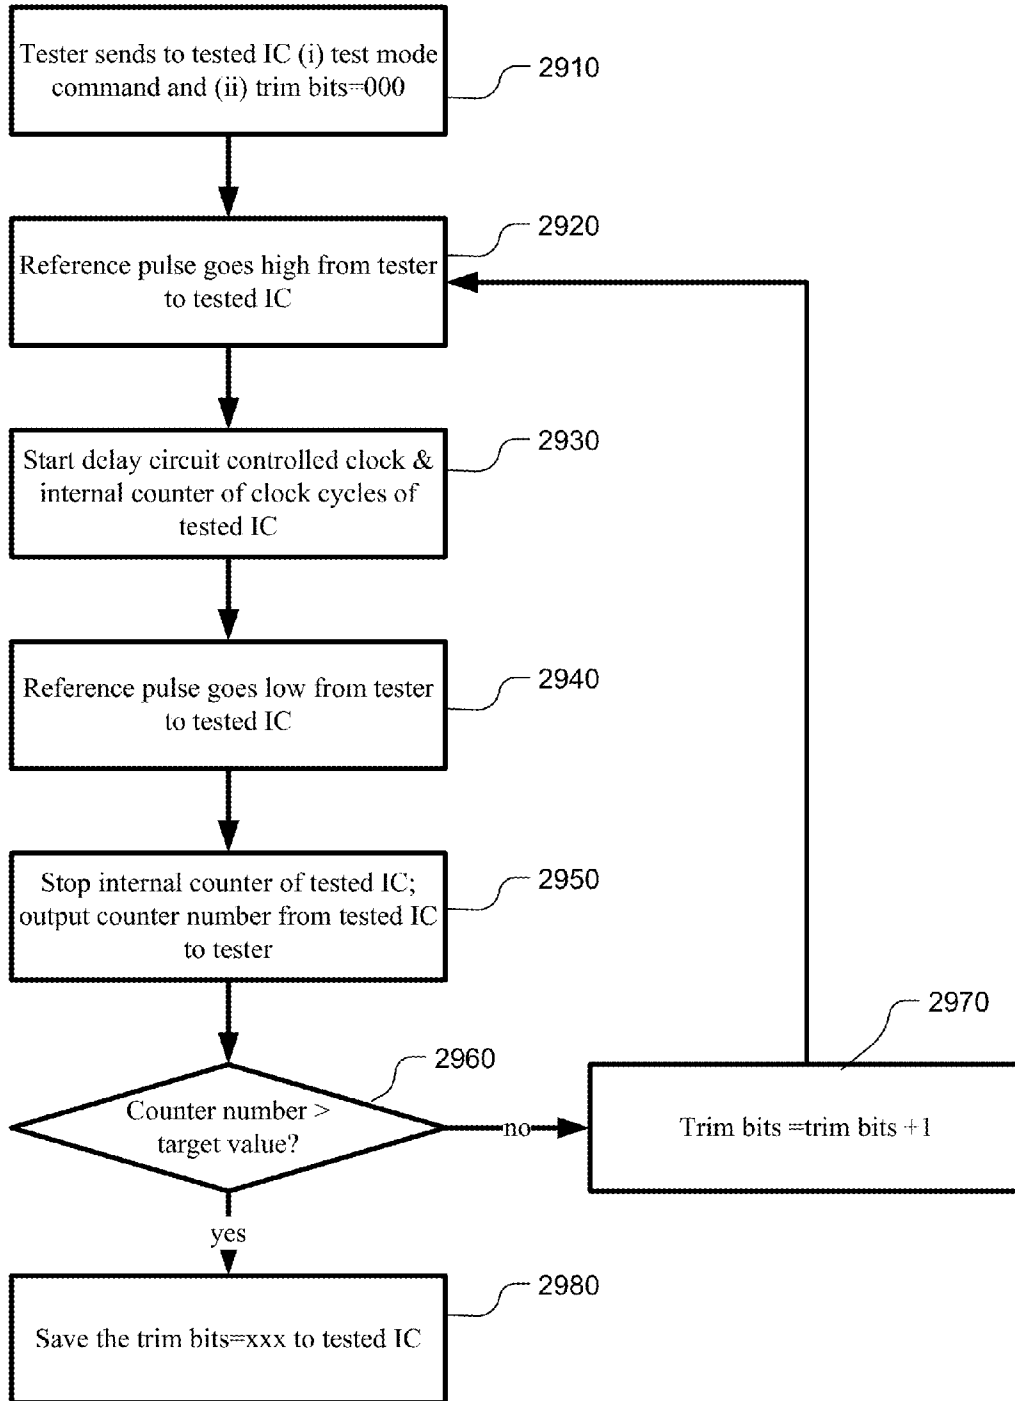 Tester sends to tested IC (i) test mode
command and (ii) trim bits=000
2910
2920
Reference pulse goes high from tester
to tested IC
2930
Start delay circuit controlled clock &
internal counter of clock cycles of
tested IC
2940
Reference pulse goes low from tester
to tested IC
2950
Stop internal counter of tested IC;
output counter number from tested IC
to tester
2960
Counter number >
target value?
no
2970
Trim bits =trim bits +1
yes
2980
Save the trim bits=xxx to tested IC